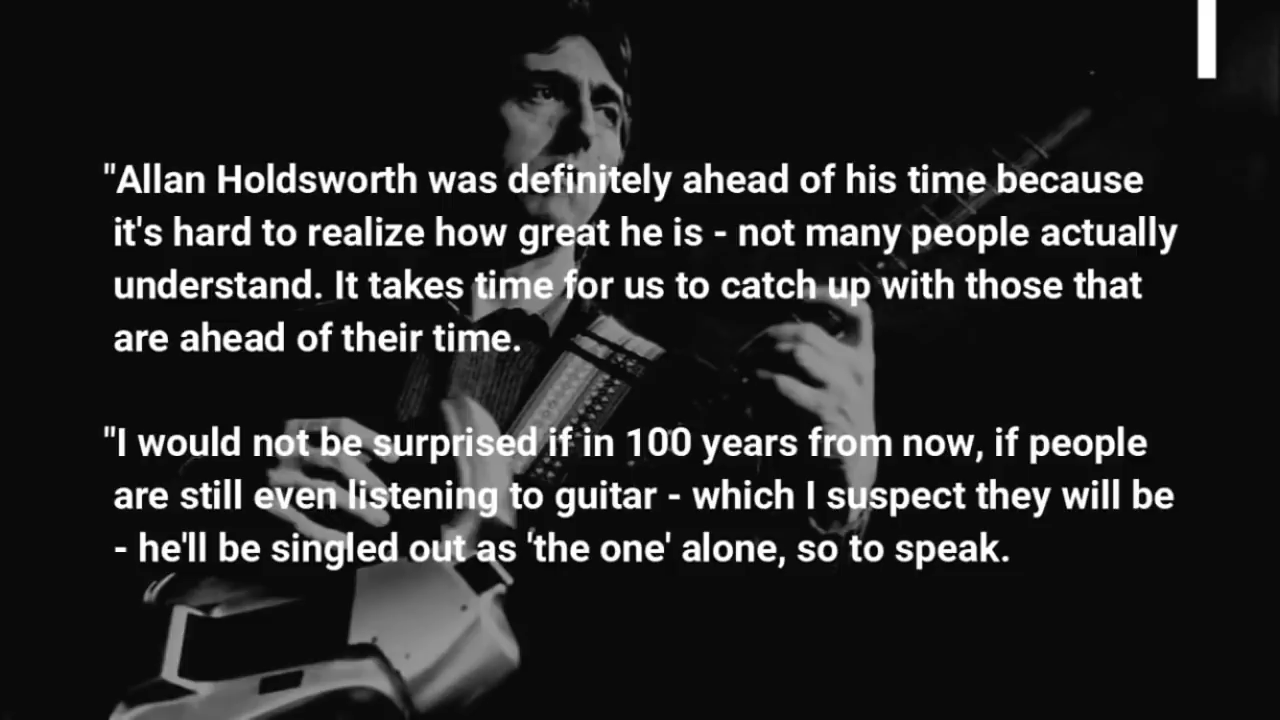 "Allan Holdsworth was definitely ahead of his time because
it's hard to realize how great he is - not many people actually
understand. It takes time for us to catch up with those that
are ahead of their time.
"I would not be surprised if in 100 years from now, if people
are still even listening to guitar - which I suspect they will be
- he'll be singled out as 'the one' alone, so to speak.